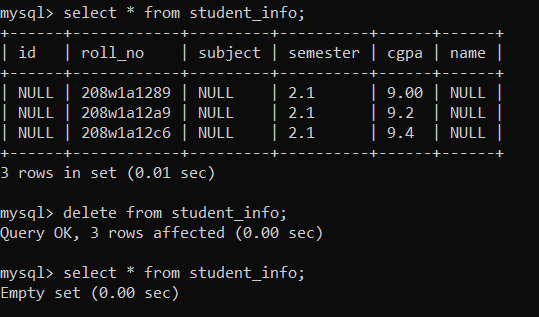 mysql> select * from student_info;
+------+------------+---------+----------+------+------+
| id   | roll_no    | subject | semester | cgpa | name |
+------+------------+---------+----------+------+------+
| NULL | 208w1a1289 | NULL    | 2.1      | 9.00 | NULL |
| NULL | 208w1a12a9 | NULL    | 2.1      | 9.2  | NULL |
| NULL | 208w1a12c6 | NULL    | 2.1      | 9.4  | NULL |
+------+------------+---------+----------+------+------+
3 rows in set (0.01 sec)

mysql> delete from student_info;
Query OK, 3 rows affected (0.00 sec)

mysql> select * from student_info;
Empty set (0.00 sec)